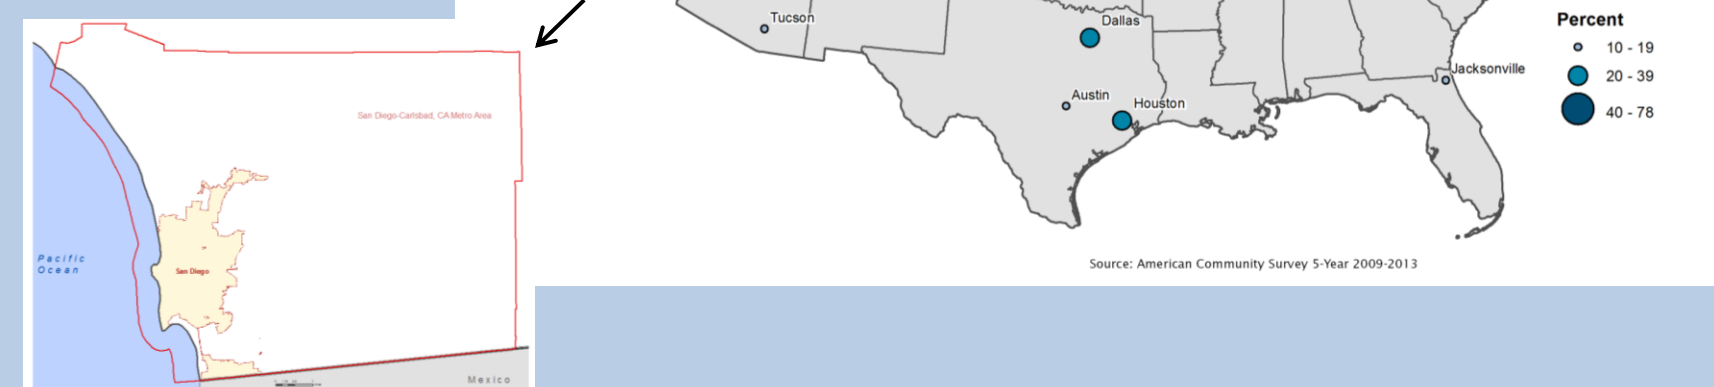 Tucson
Dallas
Austin
Houston
Jacksonville
Percent
10 - 19
20 - 39
40 - 78
Source: American Community Survey 5-Year 2009-2013
San Diego-Carlsbad, CA Metro Area
Pacific
Ocean
San Diego
Mexico